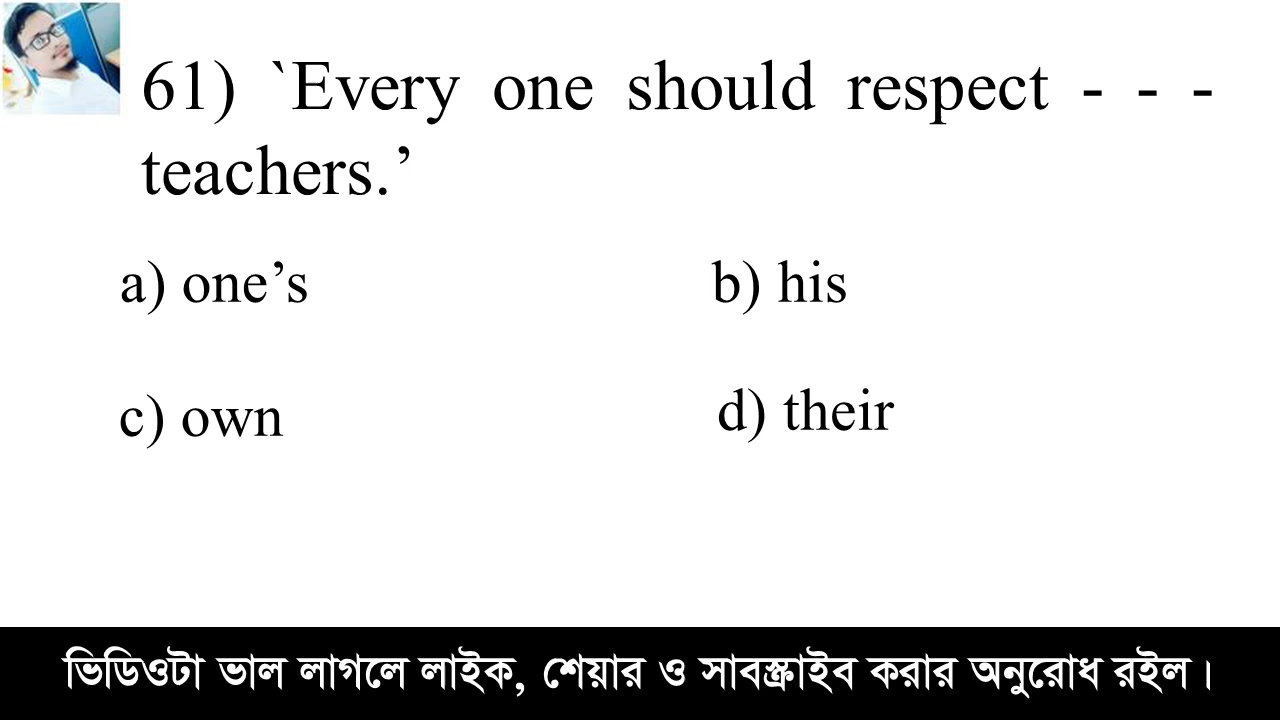 61) `Every one should respect - - -
teachers.’
a) one’s
b) his
c) own
d) their
ভিডিওটা ভাল লাগলে লাইক, শেয়ার ও সাবস্ক্রাইব করার অনুরোধ রইল।